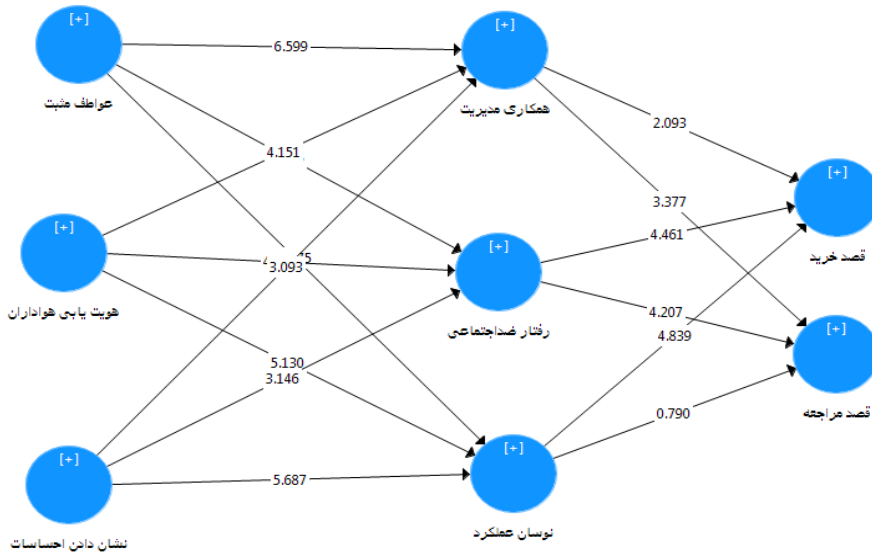 [+]
عواطف مثبت
[+]
همکاری مدیریت
[+]
هویت یابی هواداران
[+]
رفتار ضداجتماعی
[+]
نشان دادن احساسات
[+]
نوسان عملکرد
[+]
قصد خرید
[+]
قصد مراجعه
6.599
4.151
3.093
5.130
3.146
5.687
2.093
3.377
4.461
4.207
4.839
0.790